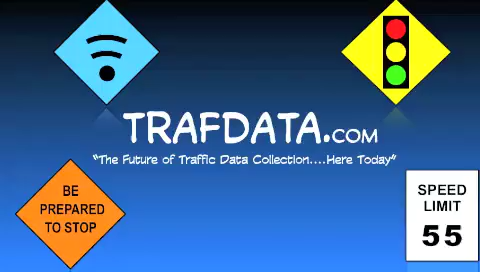 TRAFDATA.COM
"The Future of Traffic Data Collection....Here Today"
BE
PREPARED
TO STOP
SPEED
LIMIT
55